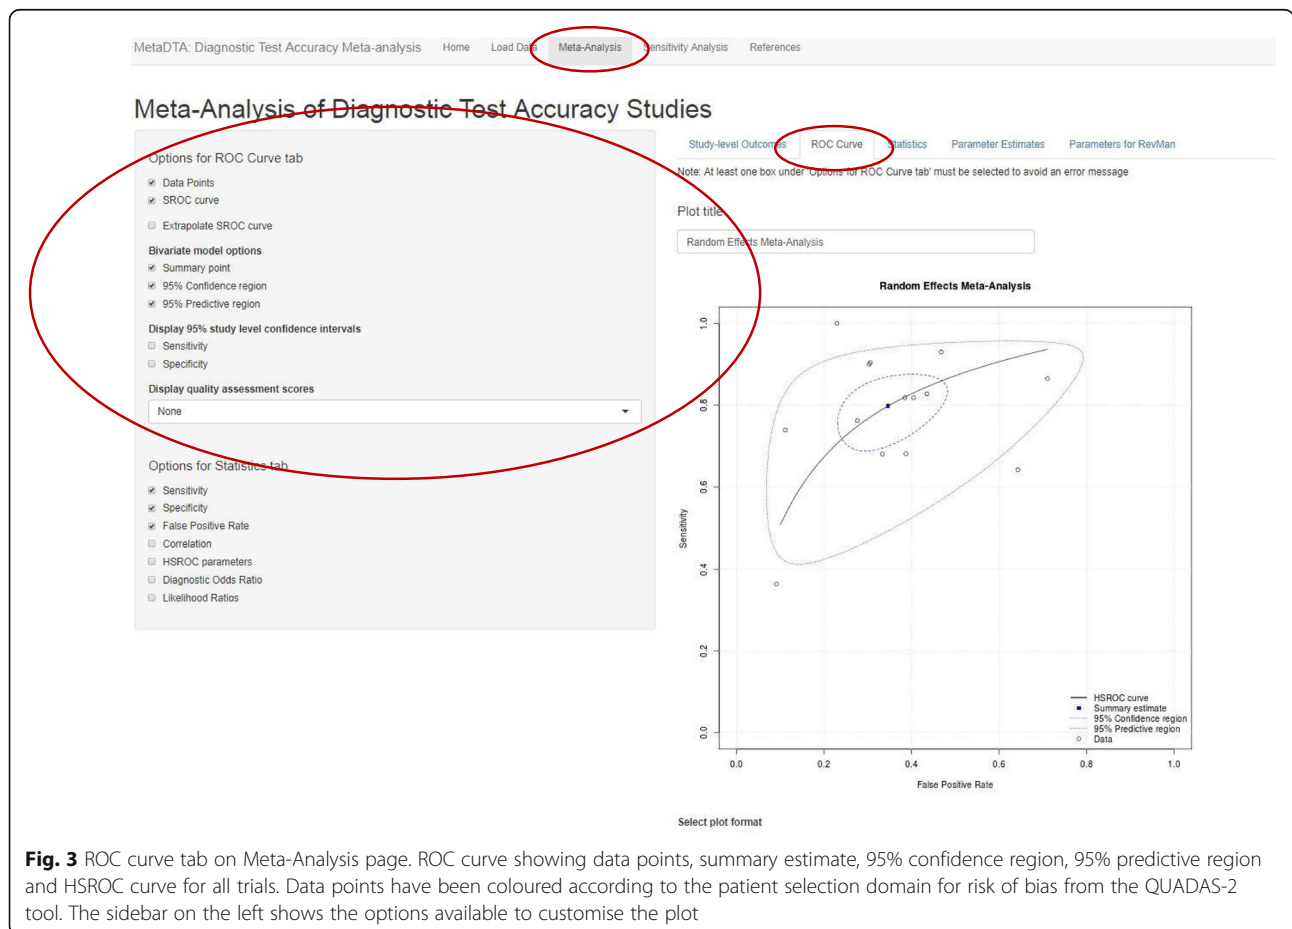 MetaDTA: Diagnostic Test Accuracy Meta-analysis Home Load Data Meta-Analysis Sensitivity Analysis References
Meta-Analysis of Diagnostic Test Accuracy Studies
Options for ROC Curve tab
Data Points
SROC curve
Extrapolate SROC curve
Bivariate model options
Summary point
95% Confidence region
95% Predictive region
Display 95% study level confidence intervals
Sensitivity
Specificity
Display quality assessment scores
None
Options for Statistics tab
Sensitivity
Specificity
False Positive Rate
Correlation
HSROC parameters
Diagnostic Odds Ratio
Likelihood Ratios
Study-level Outcomes ROC Curve Statistics Parameter Estimates Parameters for RevMan
Note: At least one box under 'Options for ROC Curve tab' must be selected to avoid an error message
Plot title
Random Effects Meta-Analysis
Random Effects Meta-Analysis
1.0
0.8
0.6
0.4
0.2
0.0
Sensitivity
HSROC curve
Summary estimate
95% Confidence region
95% Predictive region
Data
0.0 0.2 0.4 0.6 0.8 1.0
False Positive Rate
Select plot format
Fig. 3 ROC curve tab on Meta-Analysis page. ROC curve showing data points, summary estimate, 95% confidence region, 95% predictive region
and HSROC curve for all trials. Data points have been coloured according to the patient selection domain for risk of bias from the QUADAS-2
tool. The sidebar on the left shows the options available to customise the plot